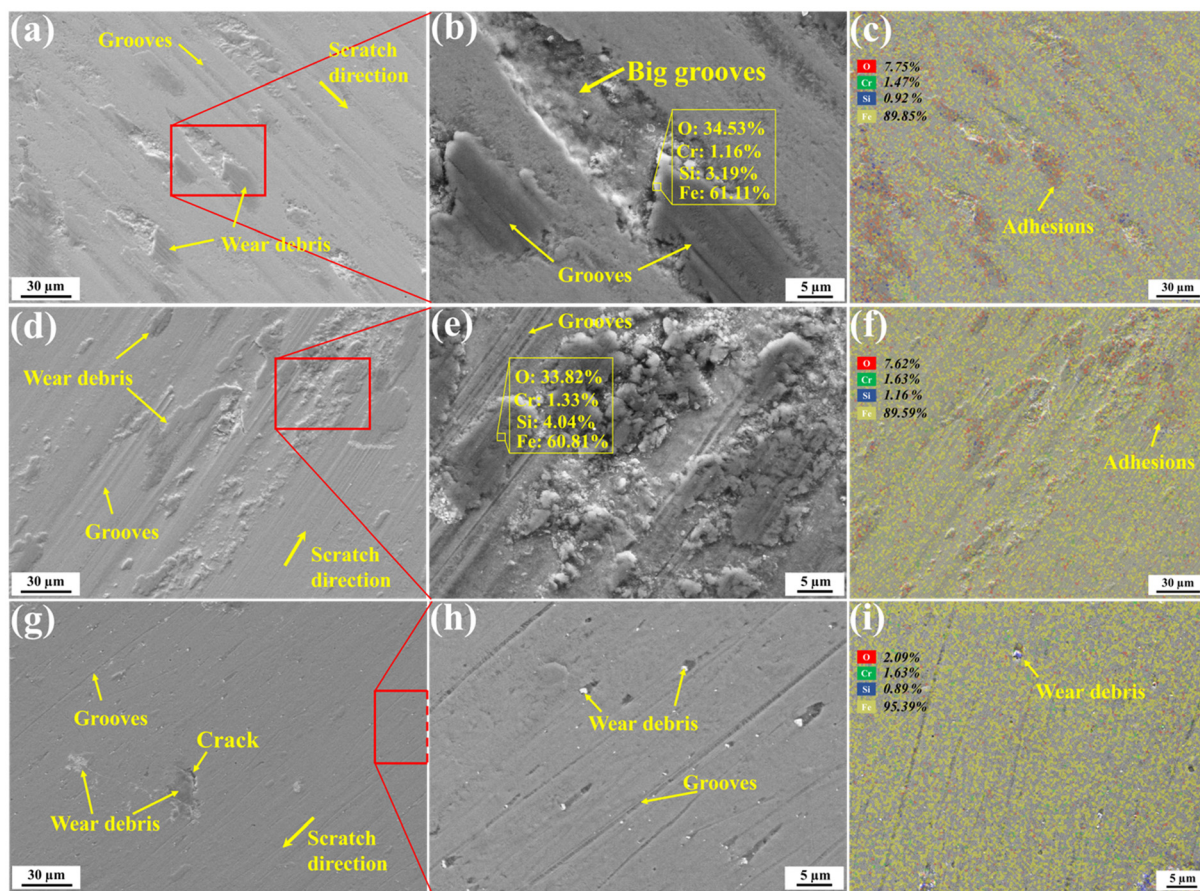 (a)
Grooves
Scratch
direction
Wear debris
30 µm
(b)
Big grooves
O: 34.53%
Cr: 1.16%
Si: 3.19%
Fe: 61.11%
Grooves
5 µm
(c)
O 7.75%
Cr 1.47%
Si 0.92%
Fe 89.85%
Adhesions
30 µm
(d)
Wear debris
Grooves
Scratch
direction
30 µm
(e)
Grooves
O: 33.82%
Cr: 1.33%
Si: 4.04%
Fe: 60.81%
5 µm
(f)
O 7.62%
Cr 1.63%
Si 1.16%
Fe 89.59%
Adhesions
30 µm
(g)
Grooves
Crack
Wear debris
Scratch
direction
30 µm
(h)
Wear debris
Grooves
5 µm
(i)
O 2.09%
Cr 1.63%
Si 0.89%
Fe 95.39%
Wear debris
5 µm